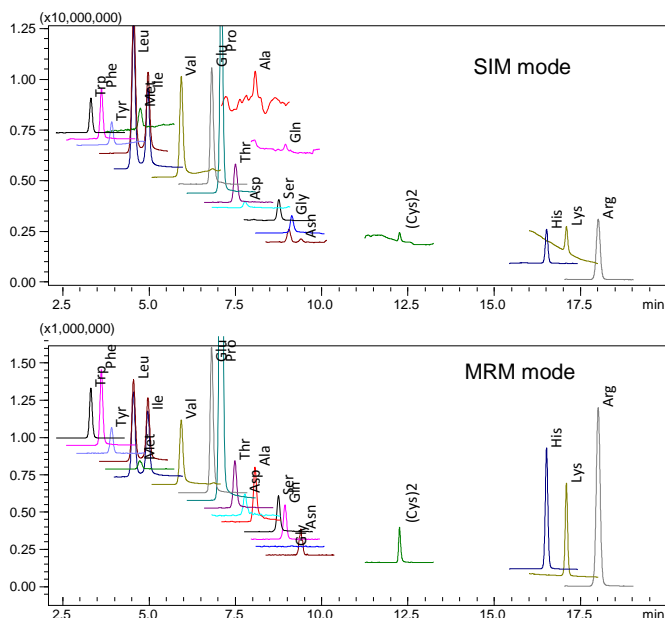 (x10,000,000)
1.25
1.00
0.75
0.50
0.25
0.00
SIM mode
Trp
Phe
Tyr
Leu
Met
Ile
Val
Glu
Pro
Thr
Asp
Ala
Gln
Ser
Gly
Asn
(Cys)2
His
Lys
Arg
2.5 5.0 7.5 10.0 12.5 17.5 min
(x1,000,000)
1.50
1.25
1.00
0.75
0.50
0.25
0.00
MRM mode
Trp
Phe
Tyr
Leu
Met
Ile
Val
Glu
Pro
Thr
Asp
Ala
Ser
Gln
Gly
Asn
(Cys)2
His
Lys
Arg
2.5 5.0 7.5 10.0 12.5 17.5 min